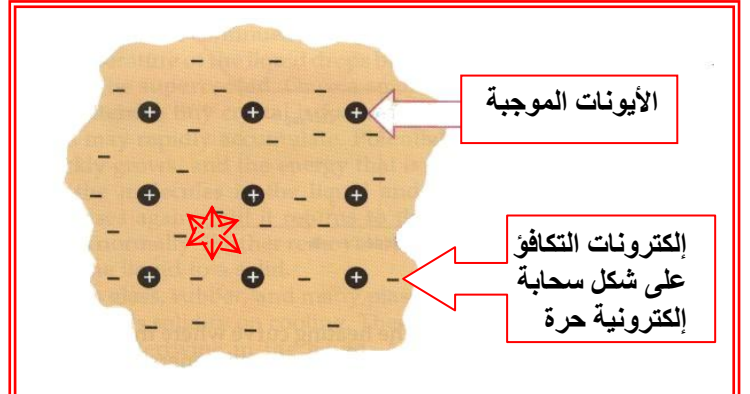 الأيونات الموجبة
إلكترونات التكافؤ
على شكل سحابة
إلكترونية حرة